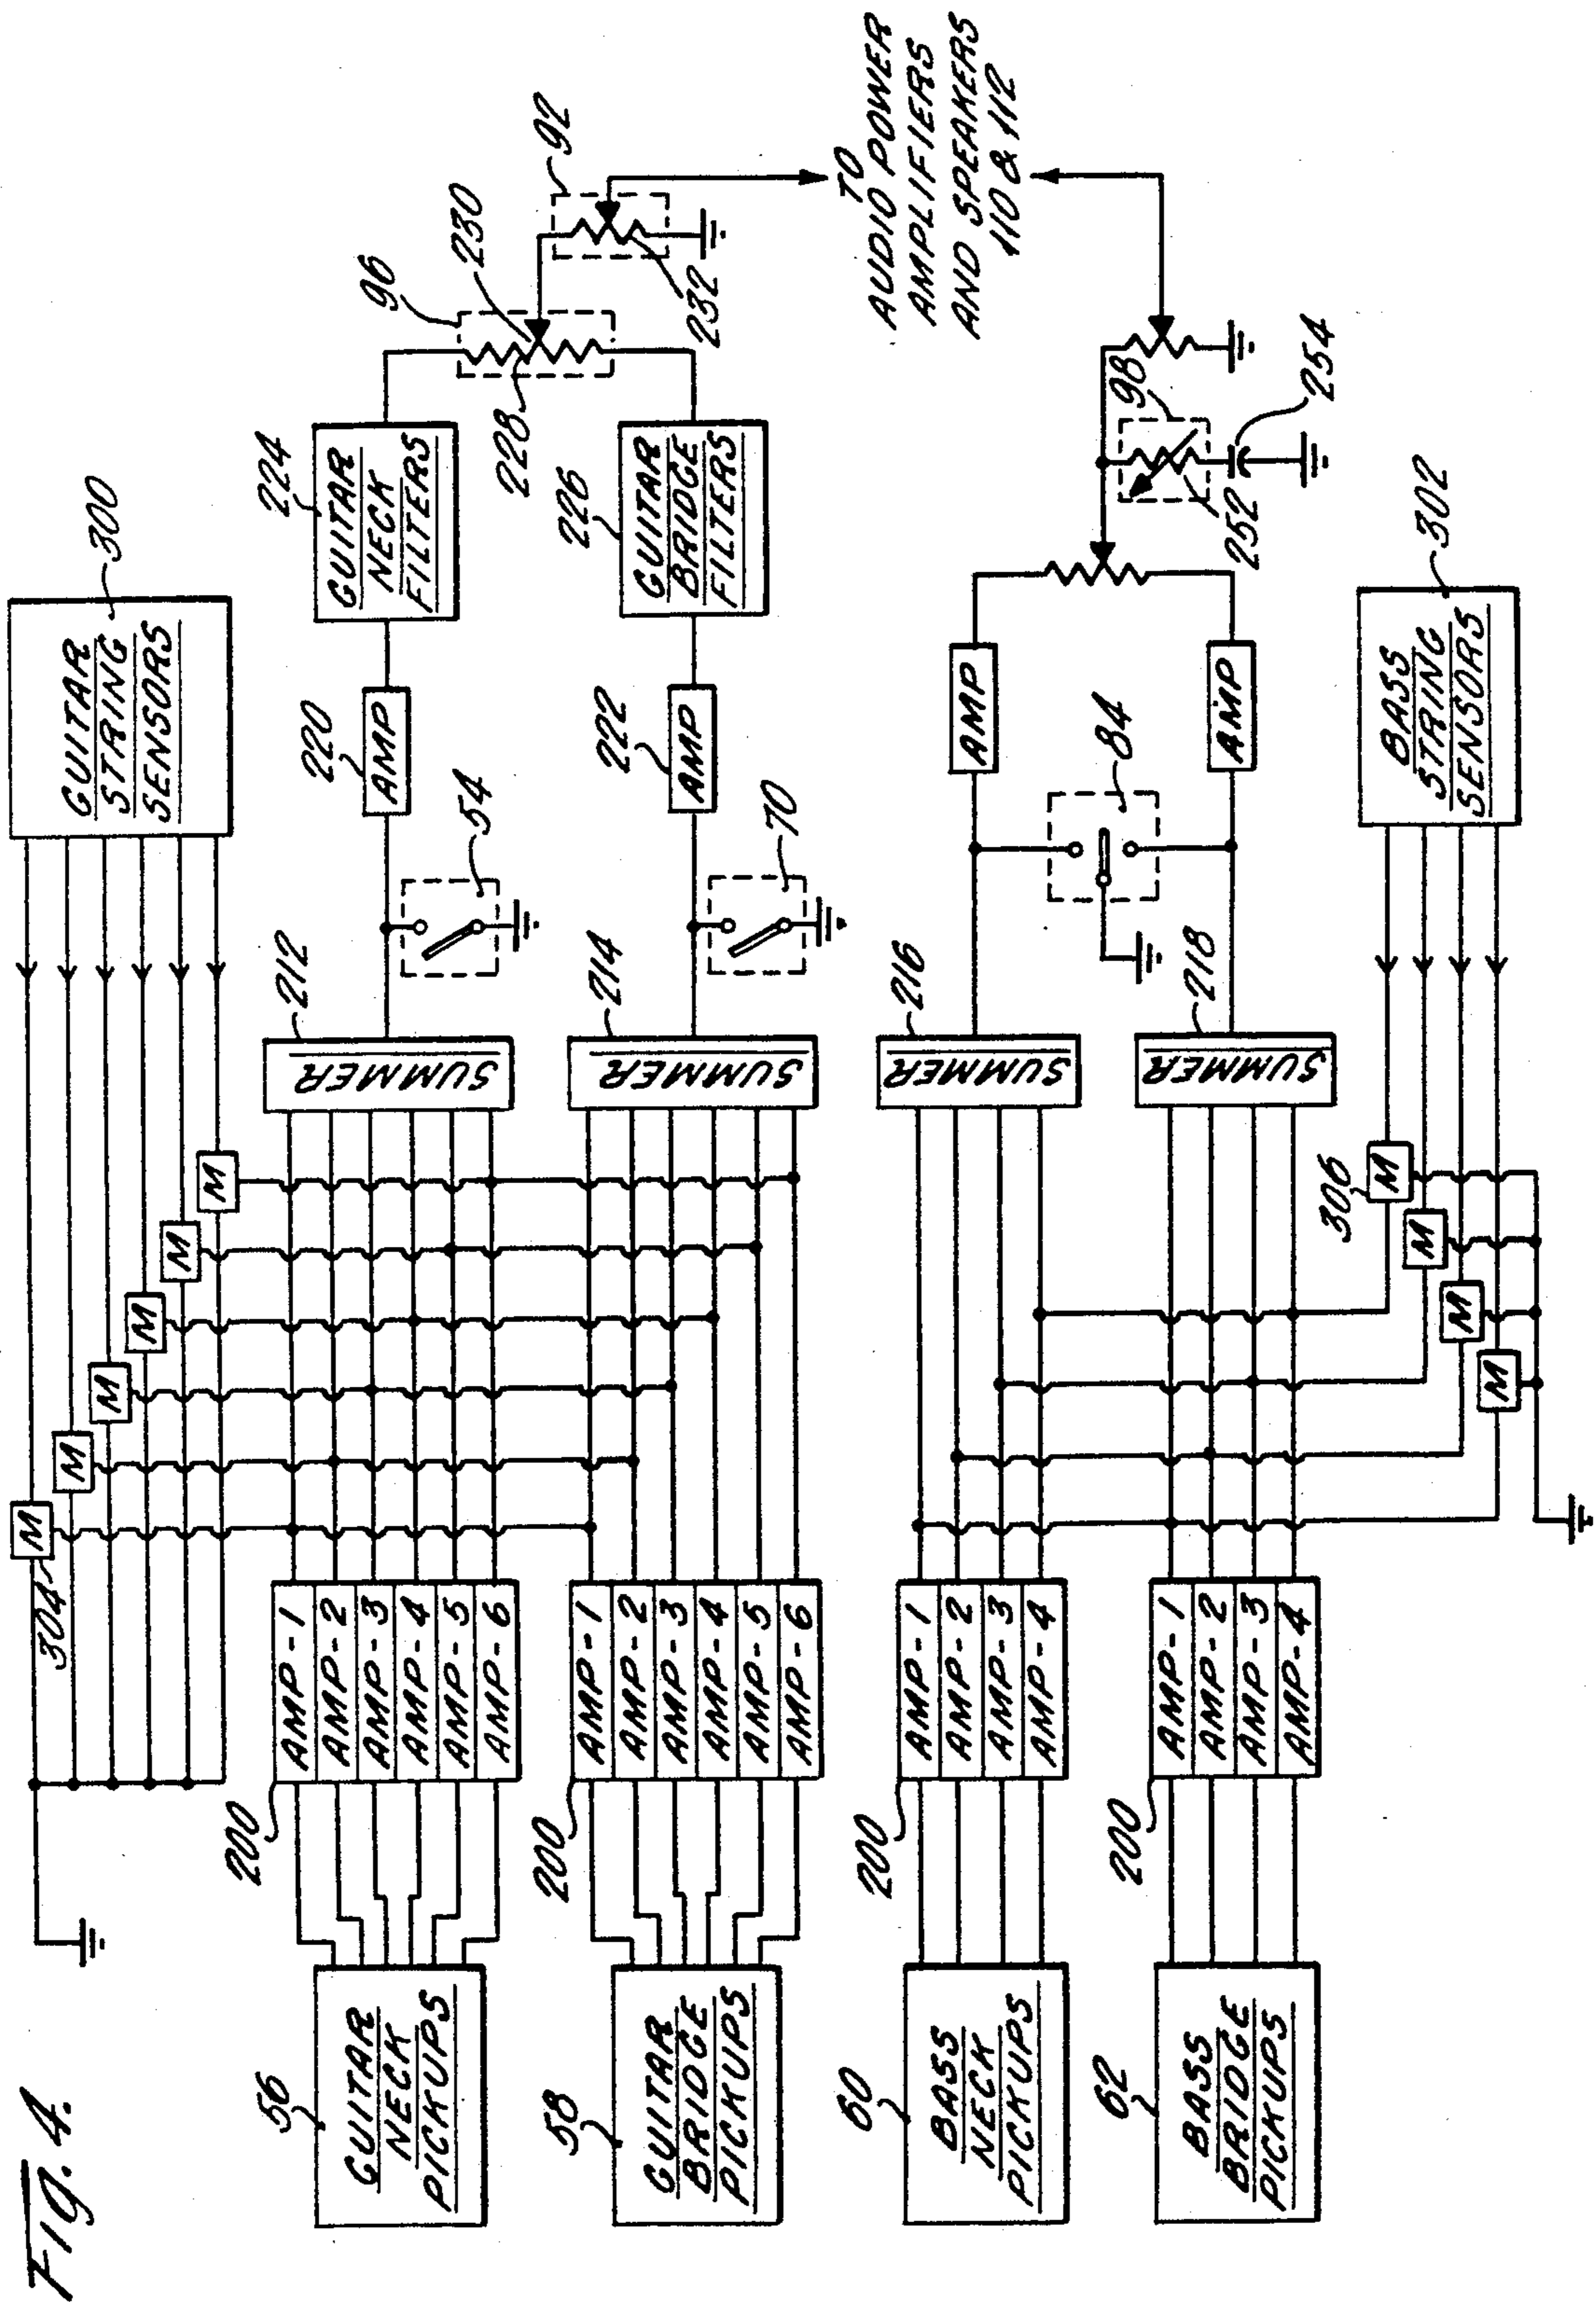 FIG. 4.
56
GUITAR
NECK
PICKUPS
200
AMP-1
AMP-2
AMP-3
AMP-4
AMP-5
AMP-6
304
M
M
M
M
M
M
GUITAR
STRING
SENSORS
300
212
SUMMER
54
220
AMP
224
GUITAR
NECK
FILTERS
96
230
228
92
232
58
GUITAR
BRIDGE
PICKUPS
200
AMP-1
AMP-2
AMP-3
AMP-4
AMP-5
AMP-6
214
SUMMER
70
222
AMP
226
GUITAR
BRIDGE
FILTERS
TO
AUDIO POWER
AMPLIFIERS
AND SPEAKERS
110 & 112
60
BASS
NECK
PICKUPS
200
AMP-1
AMP-2
AMP-3
AMP-4
216
SUMMER
AMP
84
98
252
254
62
BASS
BRIDGE
PICKUPS
200
AMP-1
AMP-2
AMP-3
AMP-4
218
SUMMER
AMP
306
M
M
M
M
BASS
STRING
SENSORS
302